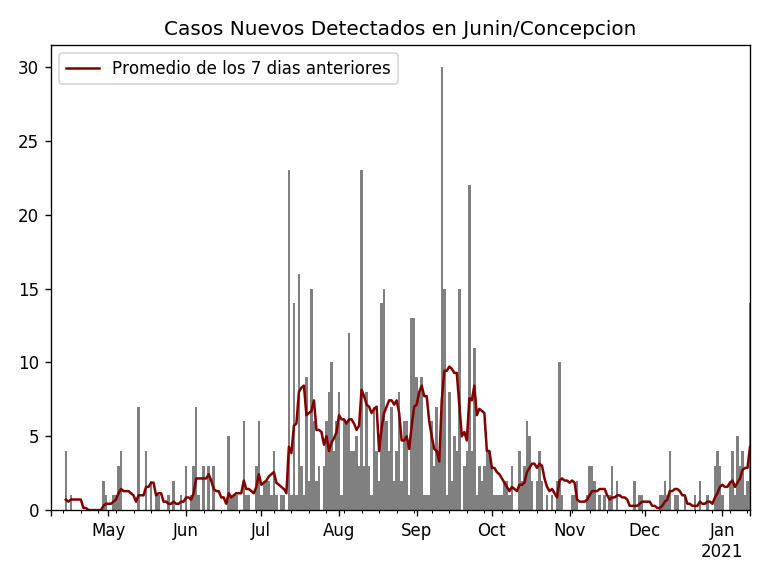 Casos Nuevos Detectados en Junin/Concepcion
Promedio de los 7 dias anteriores
30
25
20
15
10
5
0
May Jun Jul Aug Sep Oct Nov Dec Jan
2021